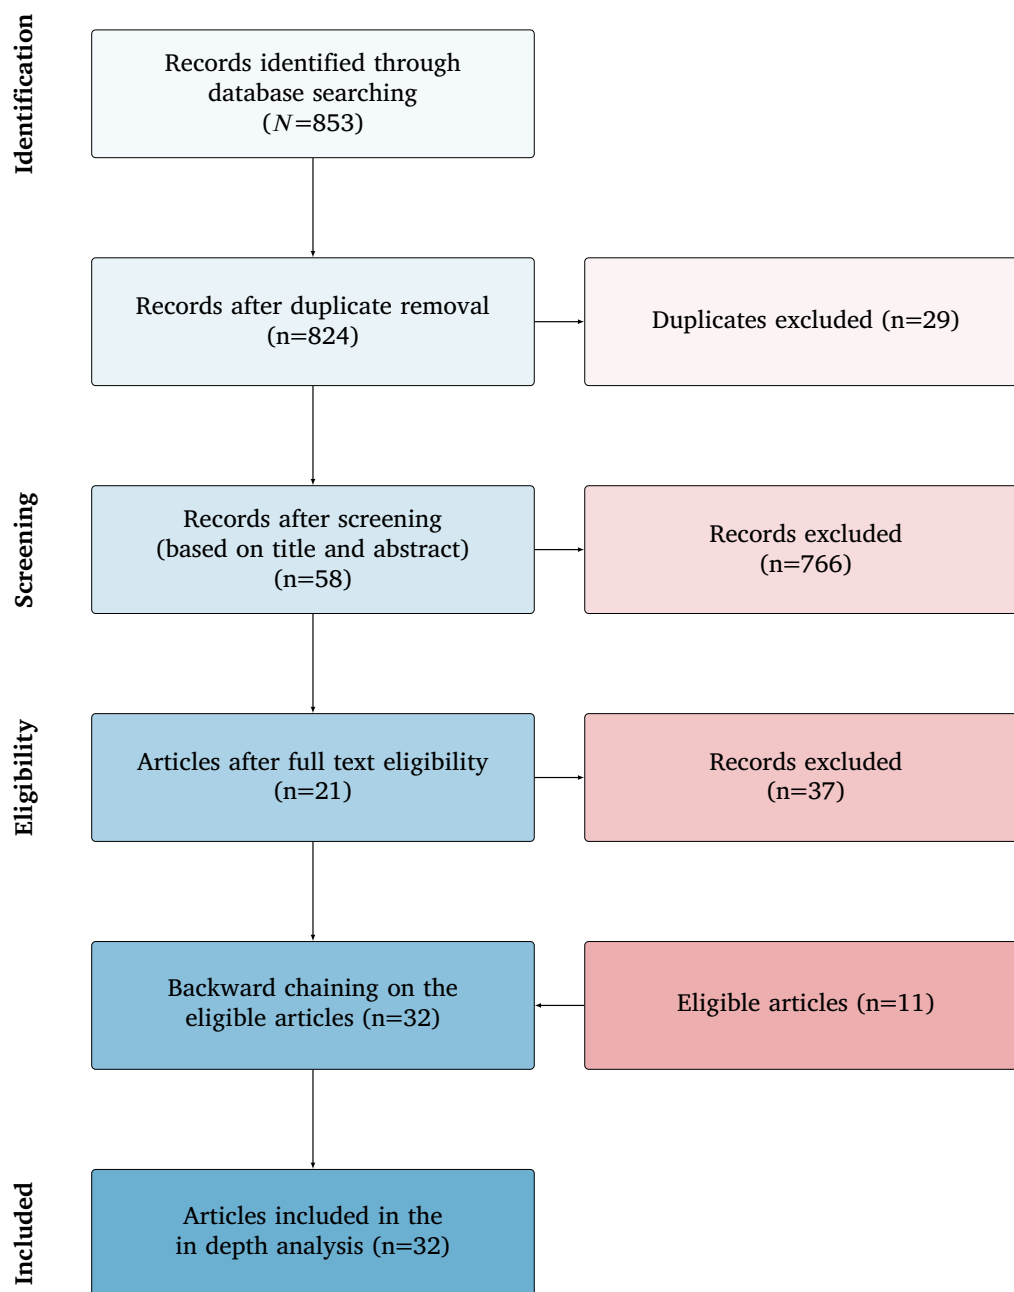 Identification
Records identified through
database searching
(N=853)
Records after duplicate removal
(n=824)
Duplicates excluded (n=29)
Screening
Records after screening
(based on title and abstract)
(n=58)
Records excluded
(n=766)
Eligibility
Articles after full text eligibility
(n=21)
Records excluded
(n=37)
Backward chaining on the
eligible articles (n=32)
Eligible articles (n=11)
Included
Articles included in the
in depth analysis (n=32)